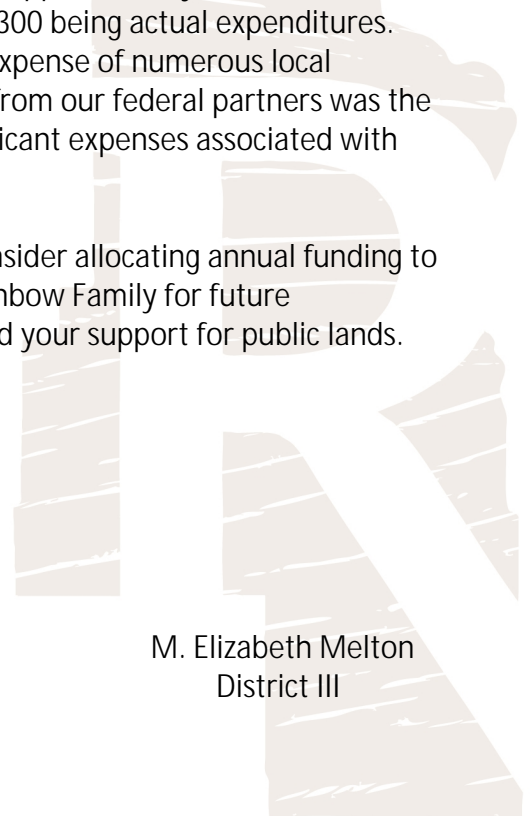 300 being actual expenditures.
xpense of numerous local
from our federal partners was the
icant expenses associated with
nsider allocating annual funding to
nbow Family for future
d your support for public lands.
M. Elizabeth Melton
District III